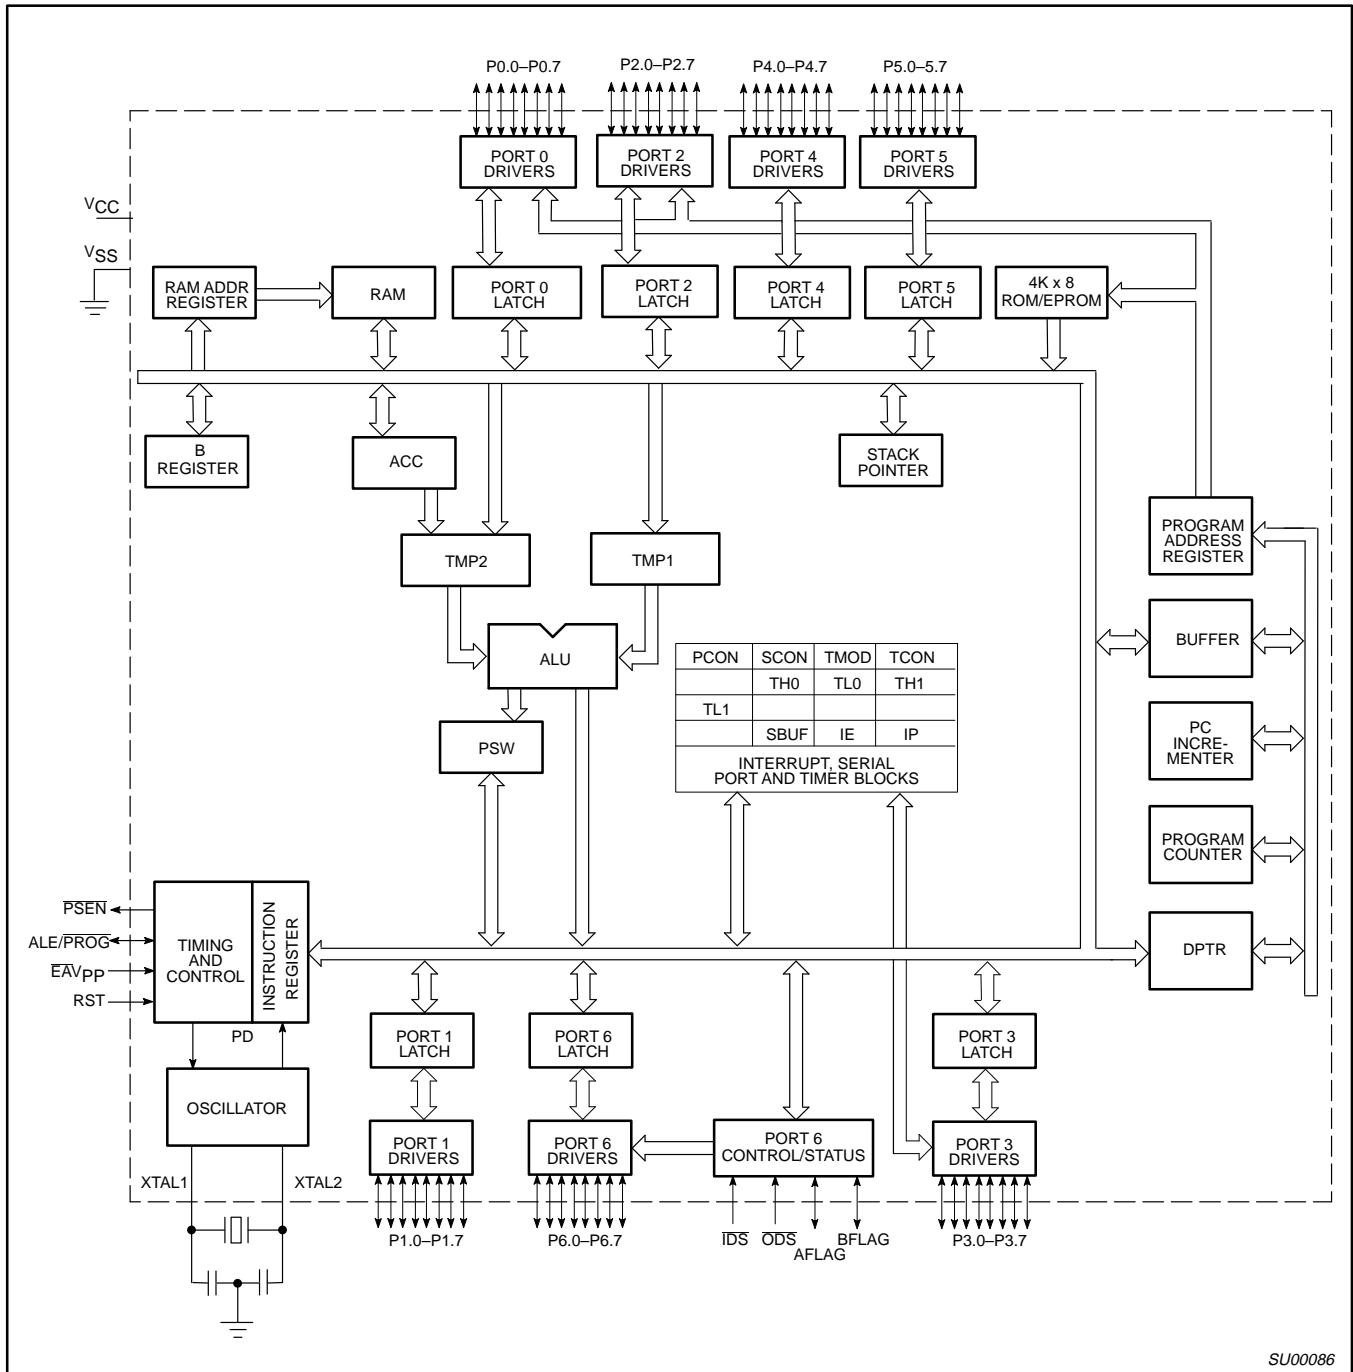 P0.0–P0.7
P2.0–P2.7
P4.0–P4.7
P5.0–5.7
PORT 0
DRIVERS
PORT 2
DRIVERS
PORT 4
DRIVERS
PORT 5
DRIVERS
VCC
VSS
RAM ADDR
REGISTER
RAM
PORT 0
LATCH
PORT 2
LATCH
PORT 4
LATCH
PORT 5
LATCH
4K x 8
ROM/EPROM
B
REGISTER
ACC
STACK
POINTER
TMP2
TMP1
PROGRAM
ADDRESS
REGISTER
ALU
BUFFER
PCON SCON TMOD TCON
TH0 TL0 TH1
TL1
SBUF IE IP
INTERRUPT, SERIAL
PORT AND TIMER BLOCKS
PSW
PC
INCRE-
MENTER
PROGRAM
COUNTER
DPTR
PSEN
ALE/PROG
EAVPP
RST
TIMING
AND
CONTROL
INSTRUCTION
REGISTER
PD
OSCILLATOR
PORT 1
LATCH
PORT 6
LATCH
PORT 3
LATCH
PORT 1
DRIVERS
PORT 6
DRIVERS
PORT 6
CONTROL/STATUS
PORT 3
DRIVERS
XTAL1
XTAL2
P1.0–P1.7
P6.0–P6.7
IDS
ODS
AFLAG
BFLAG
P3.0–P3.7
SU00086